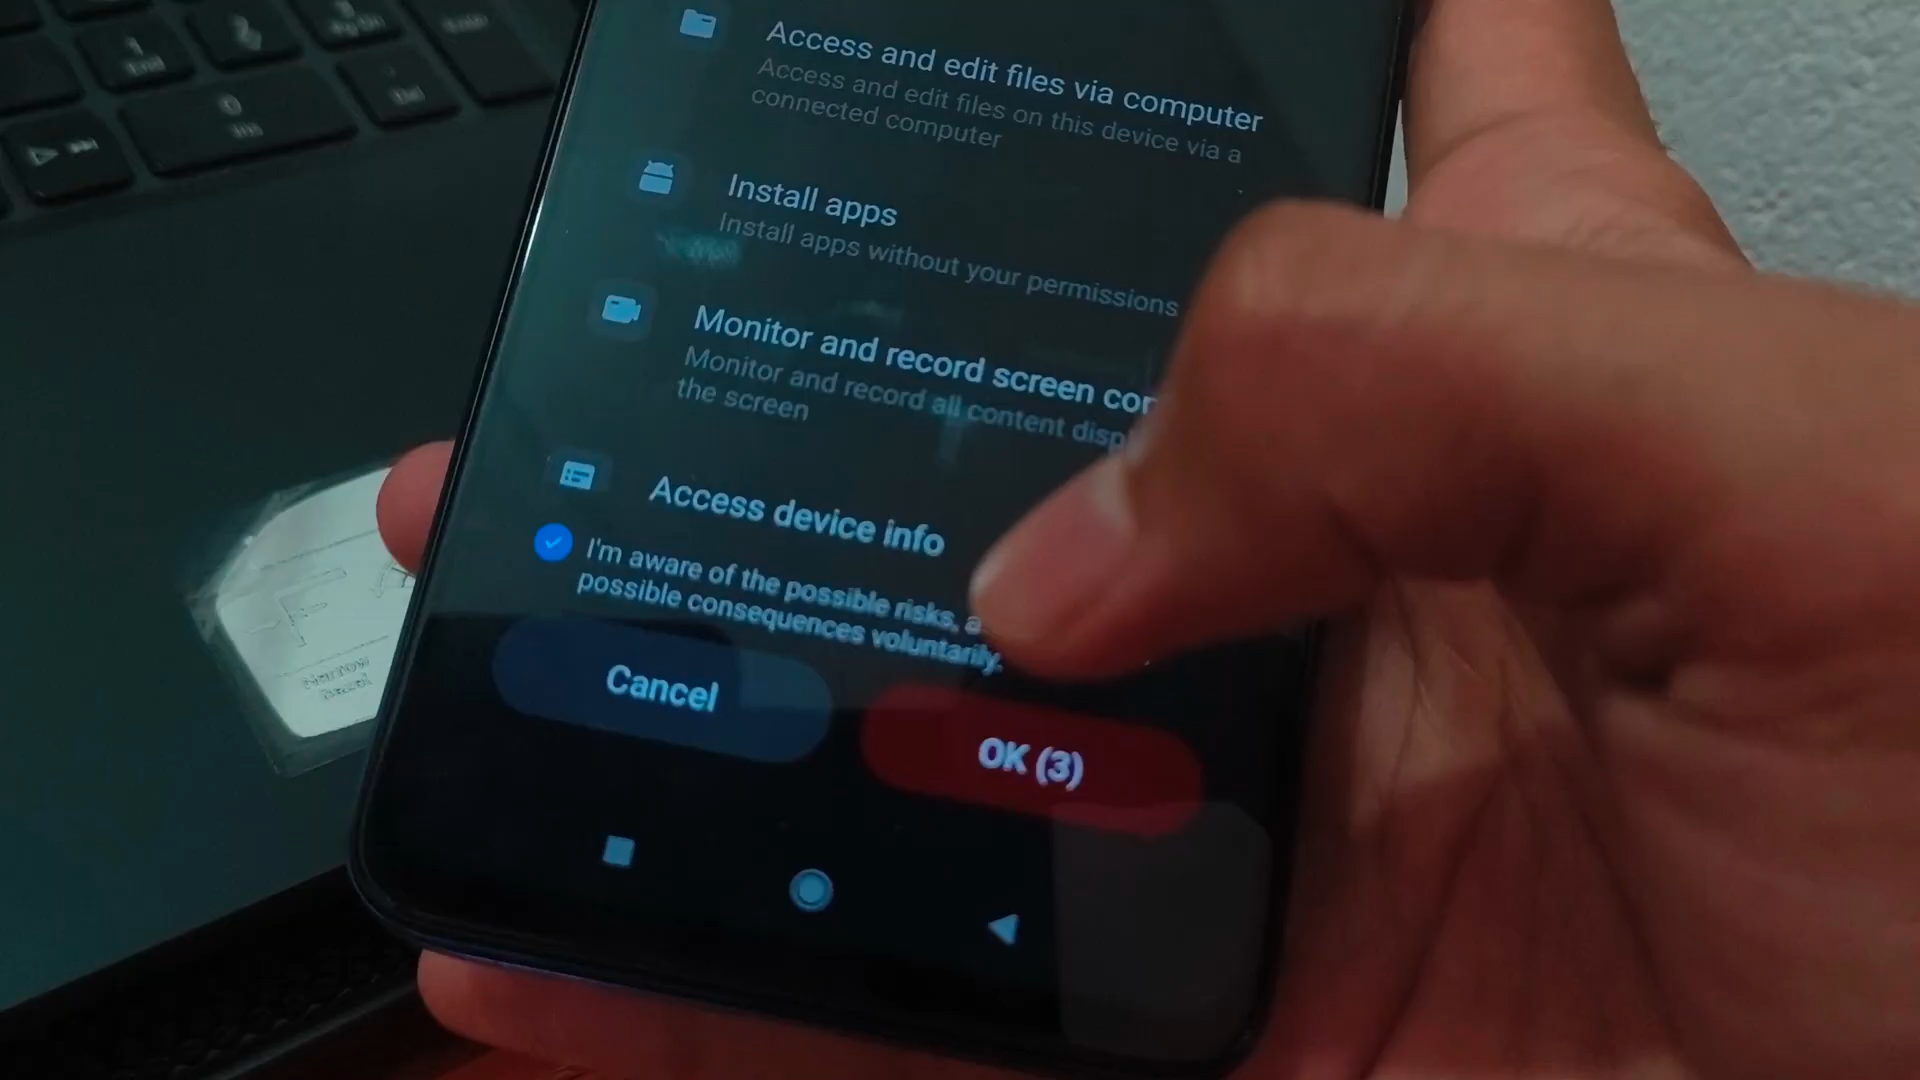 Access and edit files via computer
Access and edit files on this device via a
connected computer
Install apps
Install apps without your permissions
Monitor and record screen
Monitor and record all content
the screen
Access device info
I'm aware of the possible risks,
possible consequences voluntarily.
Cancel
OK (3)